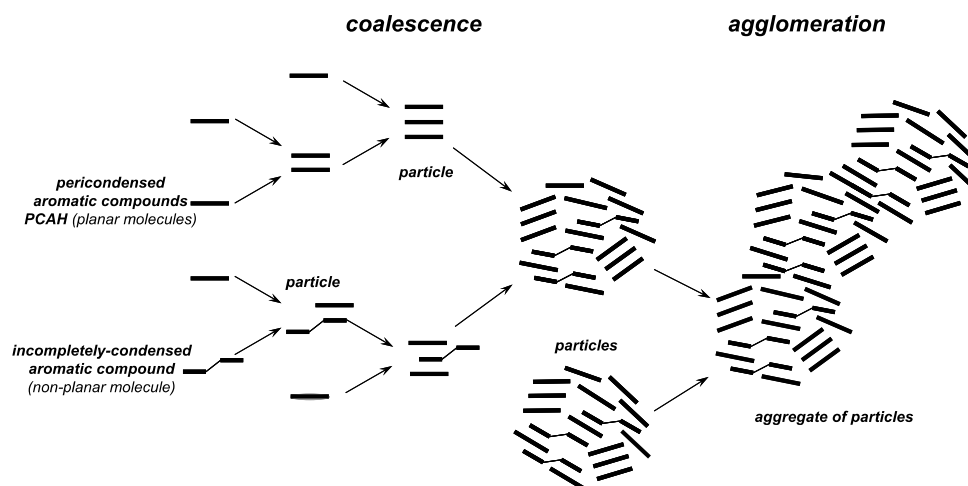 coalescence
agglomeration
particle
pericondensed
aromatic compounds
PCAH (planar molecules)
particle
incompletely-condensed
aromatic compound
(non-planar molecule)
particles
aggregate of particles